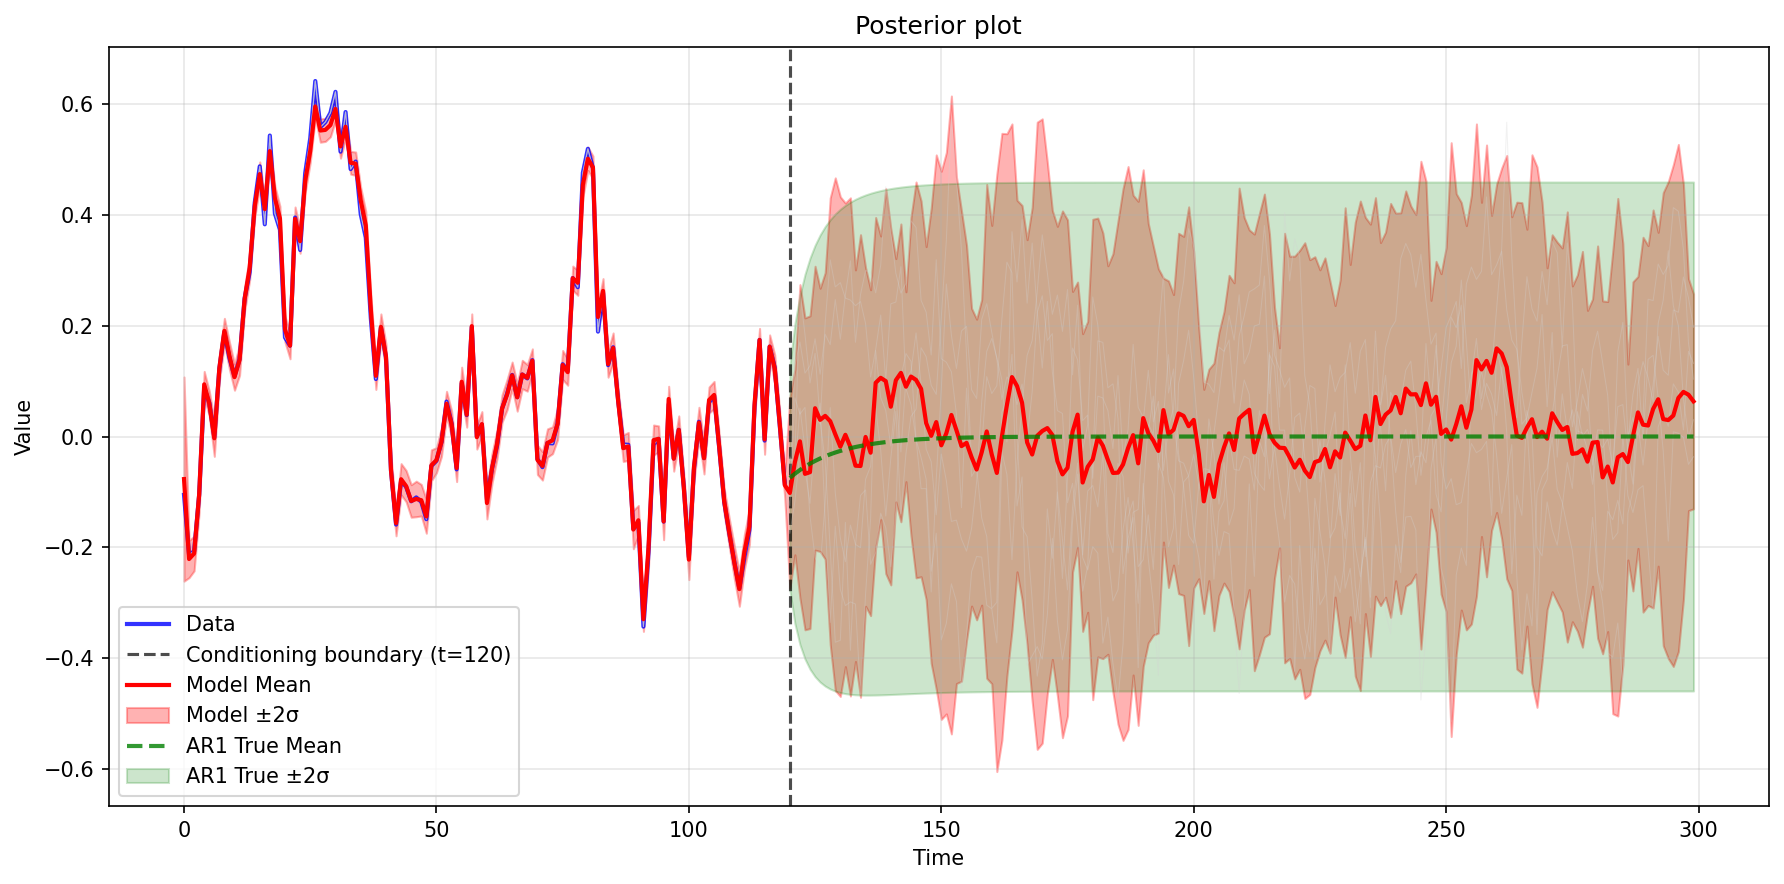 Posterior plot
Value
0.6
0.4
0.2
0.0
−0.2
−0.4
−0.6
Data
Conditioning boundary (t=120)
Model Mean
Model ±2σ
AR1 True Mean
AR1 True ±2σ
0 50 100 150 200 250 300
Time